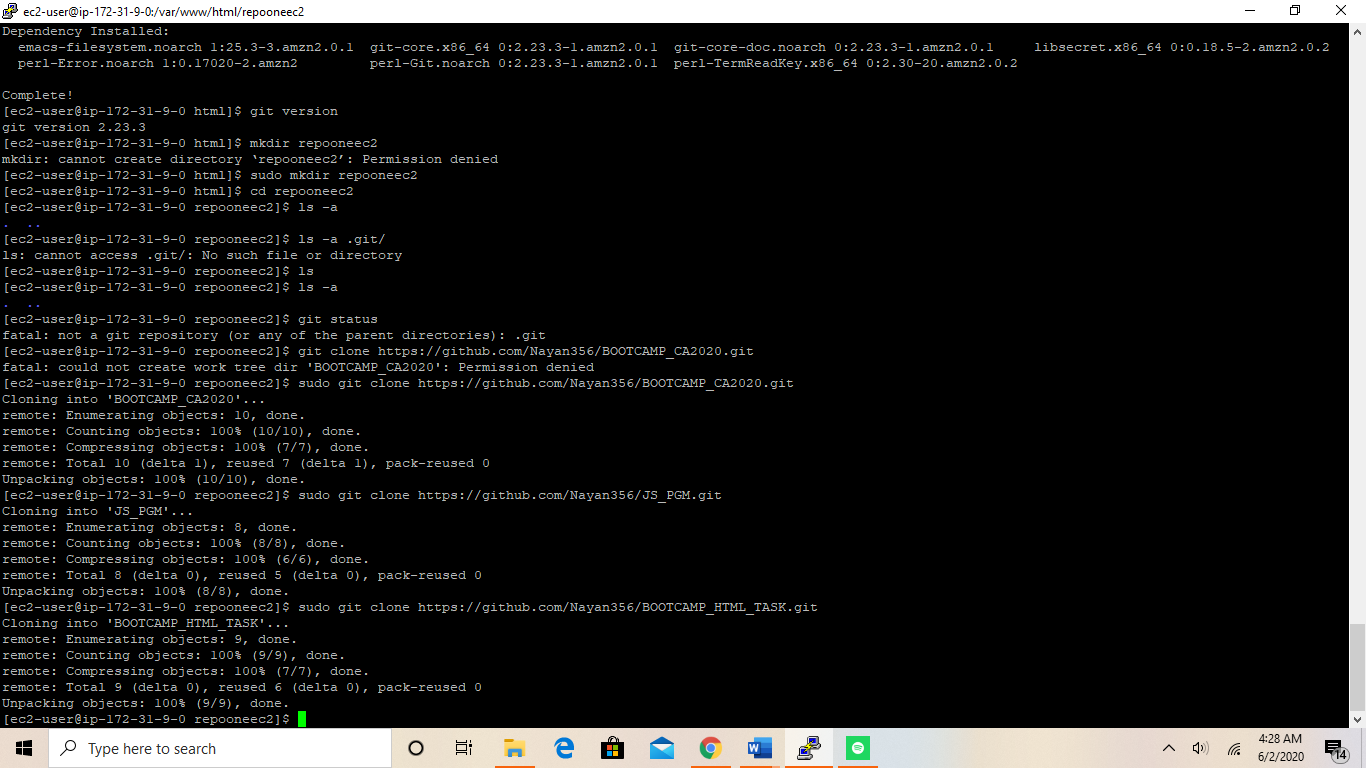 ec2-user@ip-172-31-9-0:/var/www/html/repooneec2
Dependency Installed:
  emacs-filesystem.noarch 1:25.3-3.amzn2.0.1  git-core.x86_64 0:2.23.3-1.amzn2.0.1  git-core-doc.noarch 0:2.23.3-1.amzn2.0.1     libsecret.x86_64 0:0.18.5-2.amzn2.0.2
  perl-Error.noarch 1:0.17020-2.amzn2         perl-Git.noarch 0:2.23.3-1.amzn2.0.1  perl-TermReadKey.x86_64 0:2.30-20.amzn2.0.2
Complete!
[ec2-user@ip-172-31-9-0 html]$ git version
git version 2.23.3
[ec2-user@ip-172-31-9-0 html]$ mkdir repooneec2
mkdir: cannot create directory ‘repooneec2’: Permission denied
[ec2-user@ip-172-31-9-0 html]$ sudo mkdir repooneec2
[ec2-user@ip-172-31-9-0 html]$ cd repooneec2
[ec2-user@ip-172-31-9-0 repooneec2]$ ls -a
.  ..
[ec2-user@ip-172-31-9-0 repooneec2]$ ls -a .git/
ls: cannot access .git/: No such file or directory
[ec2-user@ip-172-31-9-0 repooneec2]$ ls
[ec2-user@ip-172-31-9-0 repooneec2]$ ls -a
.  ..
[ec2-user@ip-172-31-9-0 repooneec2]$ git status
fatal: not a git repository (or any of the parent directories): .git
[ec2-user@ip-172-31-9-0 repooneec2]$ git clone https://github.com/Nayan356/BOOTCAMP_CA2020.git
fatal: could not create work tree dir 'BOOTCAMP_CA2020': Permission denied
[ec2-user@ip-172-31-9-0 repooneec2]$ sudo git clone https://github.com/Nayan356/BOOTCAMP_CA2020.git
Cloning into 'BOOTCAMP_CA2020'...
remote: Enumerating objects: 10, done.
remote: Counting objects: 100% (10/10), done.
remote: Compressing objects: 100% (7/7), done.
remote: Total 10 (delta 1), reused 7 (delta 1), pack-reused 0
Unpacking objects: 100% (10/10), done.
[ec2-user@ip-172-31-9-0 repooneec2]$ sudo git clone https://github.com/Nayan356/JS_PGM.git
Cloning into 'JS_PGM'...
remote: Enumerating objects: 8, done.
remote: Counting objects: 100% (8/8), done.
remote: Compressing objects: 100% (6/6), done.
remote: Total 8 (delta 0), reused 5 (delta 0), pack-reused 0
Unpacking objects: 100% (8/8), done.
[ec2-user@ip-172-31-9-0 repooneec2]$ sudo git clone https://github.com/Nayan356/BOOTCAMP_HTML_TASK.git
Cloning into 'BOOTCAMP_HTML_TASK'...
remote: Enumerating objects: 9, done.
remote: Counting objects: 100% (9/9), done.
remote: Compressing objects: 100% (7/7), done.
remote: Total 9 (delta 0), reused 6 (delta 0), pack-reused 0
Unpacking objects: 100% (9/9), done.
[ec2-user@ip-172-31-9-0 repooneec2]$
Type here to search
4:28 AM
6/2/2020
14